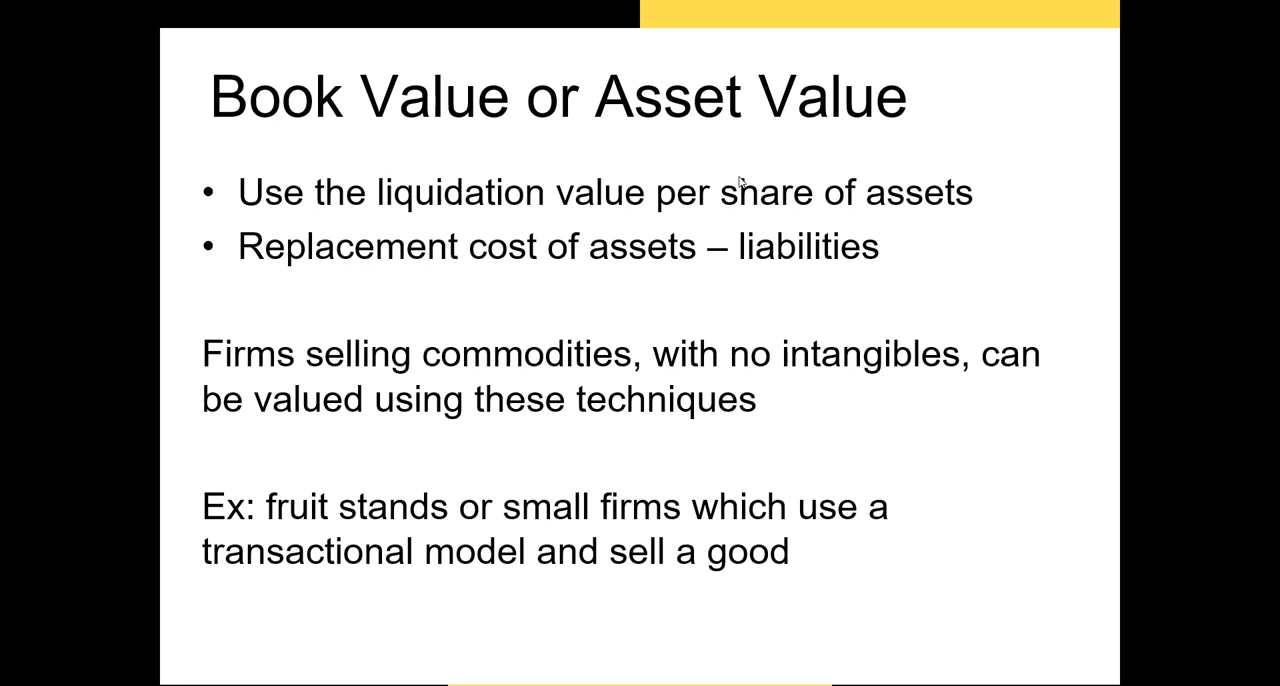 Book Value or Asset Value
• Use the liquidation value per share of assets
• Replacement cost of assets – liabilities
Firms selling commodities, with no intangibles, can
be valued using these techniques
Ex: fruit stands or small firms which use a
transactional model and sell a good